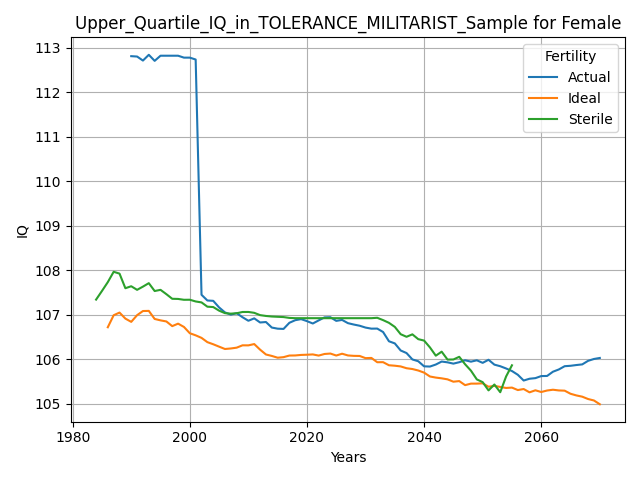 Upper_Quartile_IQ_in_TOLERANCE_MILITARIST_Sample for Female
113
112
111
110
109
108
107
106
105
IQ
Fertility
Actual
Ideal
Sterile
1980
2000
2020
2040
2060
Years